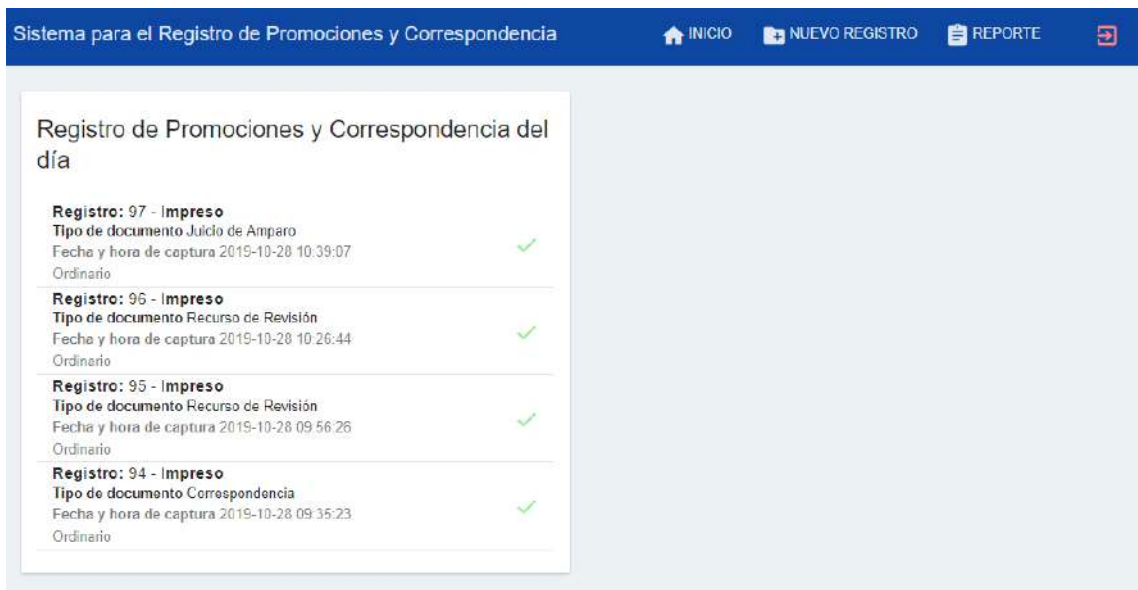 Sistema para el Registro de Promociones y Correspondencia
INICIO
NUEVO REGISTRO
REPORTE
Registro de Promociones y Correspondencia del
día
Registro: 97 - Impreso
Tipo de documento Juicio de Amparo
Fecha y hora de captura 2019-10-28 10:39:07
Ordinario
Registro: 96 - Impreso
Tipo de documento Recurso de Revisión
Fecha y hora de captura 2019-10-28 10:26:44
Ordinario
Registro: 95 - Impreso
Tipo de documento Recurso de Revisión
Fecha y hora de captura 2019-10-28 09:56:26
Ordinario
Registro: 94 - Impreso
Tipo de documento Correspondencia
Fecha y hora de captura 2019-10-28 09:35:23
Ordinario